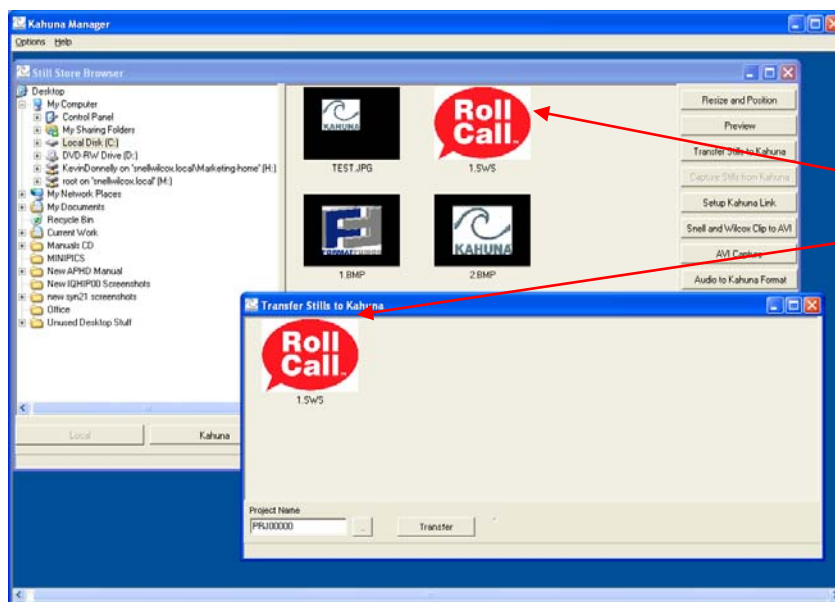 Kahuna Manager
Options Help
Still Store Browser
Desktop
My Computer
Control Panel
My Sharing Folders
Local Disk (C:)
DVD-RW Drive (D:)
KevinDonnelly on 'snellwilcox.local\Marketing-home' (H:)
root on 'snellwilcox.local' (M:)
My Network Places
My Documents
Recycle Bin
Current Work
Manuals CD
MINIPICS
New APHD Manual
New IQHIP00 Screenshots
new syn21 screenshots
Office
Unused Desktop Stuff
KAHUNA
TEST.JPG
Roll
Call
1.SWS
1.BMP
KAHUNA
2.BMP
Resize and Position
Preview
Transfer Stills to Kahuna
Capture Stills from Kahuna
Setup Kahuna Link
Snell and Wilcox Clip to AVI
AVI Capture
Audio to Kahuna Format
Local
Kahuna
Transfer Stills to Kahuna
Roll
Call
1.SWS
Project Name
PRJ00000
..
Transfer